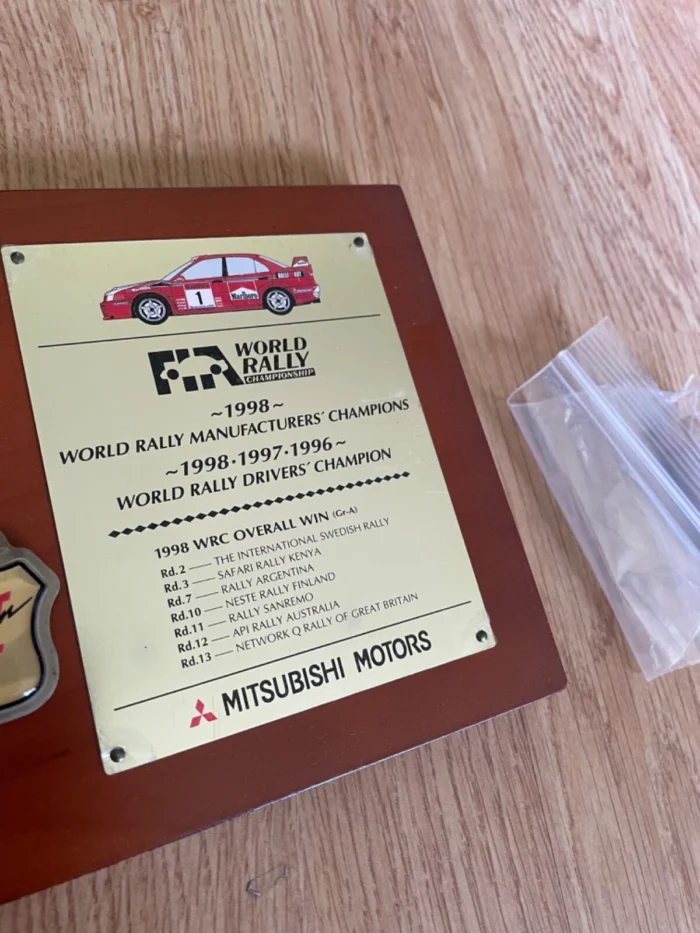 1
Marlboro
RALLI ART
FIA WORLD
RALLY
CHAMPIONSHIP
~1998~
WORLD RALLY MANUFACTURERS' CHAMPIONS
~1998·1997·1996~
WORLD RALLY DRIVERS' CHAMPION
1998 WRC OVERALL WIN (Gr-A)
Rd.2 — THE INTERNATIONAL SWEDISH RALLY
Rd.3 — SAFARI RALLY KENYA
Rd.7 — RALLY ARGENTINA
Rd.10 — NESTE RALLY FINLAND
Rd.11 — RALLY SANREMO
Rd.12 — API RALLY AUSTRALIA
Rd.13 — NETWORK Q RALLY OF GREAT BRITAIN
MITSUBISHI MOTORS